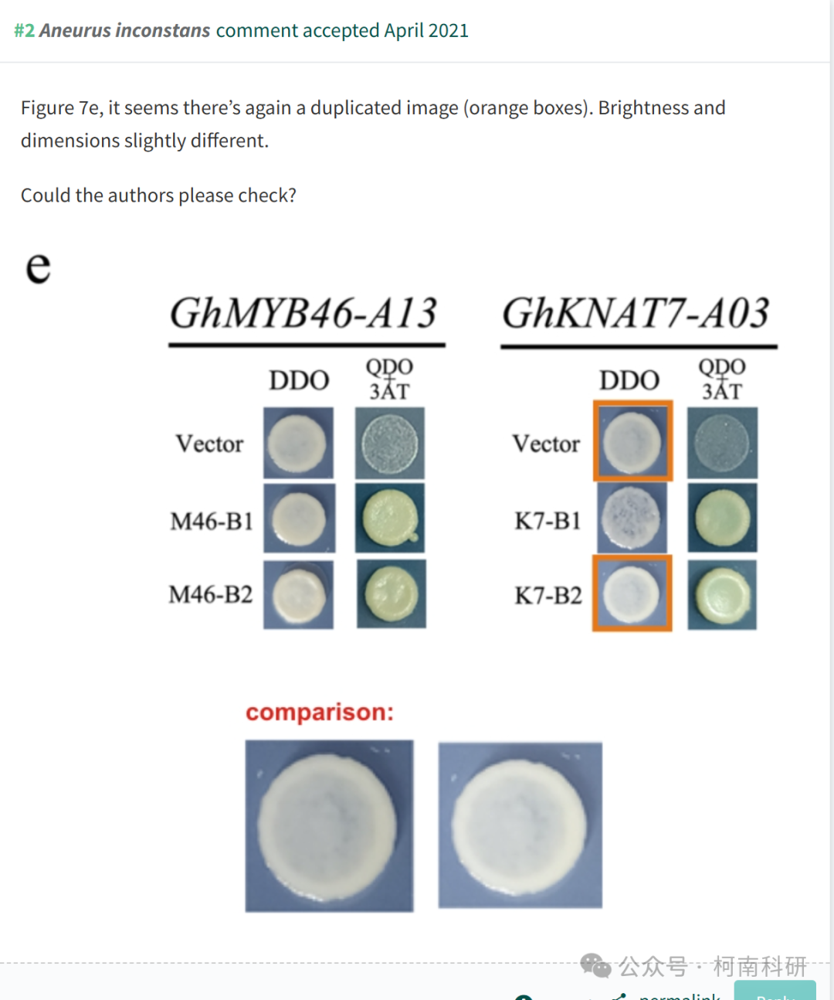 #2 Aneurus inconstans comment accepted April 2021
Figure 7e, it seems there's again a duplicated image (orange boxes). Brightness and
dimensions slightly different.
Could the authors please check?
e
GhMYB46-A13 GhKNAT7-A03
DDO QDO + 3AT DDO QDO + 3AT
Vector Vector
M46-B1 K7-B1
M46-B2 K7-B2
comparison:
公众号 · 柯南科研
permalink Reply